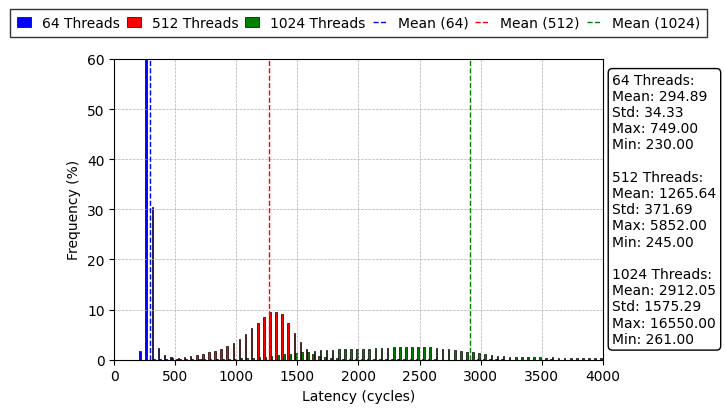 64 Threads 512 Threads 1024 Threads Mean (64) Mean (512) Mean (1024)
60
50
40
30
20
10
0
Frequency (%)
0 500 1000 1500 2000 2500 3000 3500 4000
Latency (cycles)
64 Threads:
Mean: 294.89
Std: 34.33
Max: 749.00
Min: 230.00
512 Threads:
Mean: 1265.64
Std: 371.69
Max: 5852.00
Min: 245.00
1024 Threads:
Mean: 2912.05
Std: 1575.29
Max: 16550.00
Min: 261.00